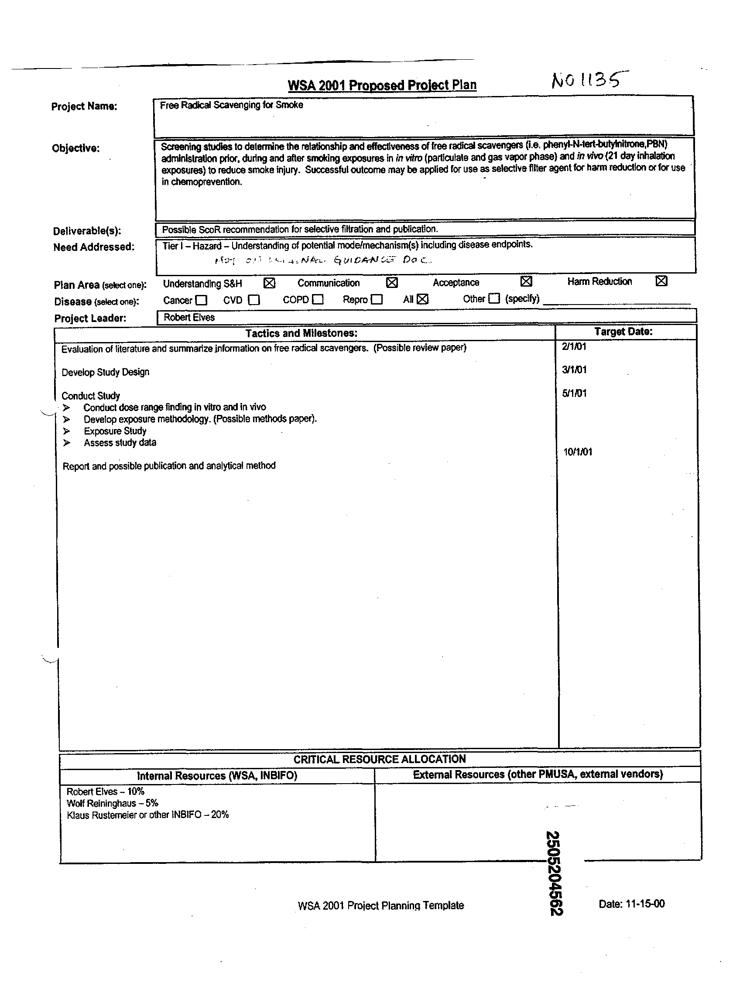 WSA 2001 Proposed Project Plan
NO 1135
Project Name: Free Radical Scavenging for Smoke
Objective: Screening studies to determine the relationship and effectiveness of free radical scavengers (i.e. phenyl-N-tert-butylnitrone,PBN)
administration prior, during and after smoking exposures in in vitro (particulate and gas vapor phase) and in vivo (21 day inhalation
exposures) to reduce smoke injury. Successful outcome may be applied for use as selective filter agent for harm reduction or for use
in chemoprevention.
Deliverable(s): Possible ScoR recommendation for selective filtration and publication.
Need Addressed: Tier I – Hazard – Understanding of potential mode/mechanism(s) including disease endpoints.
GUIDANCE DOC.
Plan Area (select one): Understanding S&H ☒ Communication ☒ Acceptance ☒ Harm Reduction ☒
Disease (select one): Cancer ☐ CVD ☐ COPD ☐ Repro ☐ All ☒ Other ☐ (specify)
Project Leader: Robert Elves
Tactics and Milestones: Target Date:
Evaluation of literature and summarize information on free radical scavengers. (Possible review paper) 2/1/01
Develop Study Design 3/1/01
Conduct Study 5/1/01
➢ Conduct dose range finding in vitro and in vivo
➢ Develop exposure methodology. (Possible methods paper).
➢ Exposure Study
➢ Assess study data
10/1/01
Report and possible publication and analytical method
CRITICAL RESOURCE ALLOCATION
Internal Resources (WSA, INBIFO) External Resources (other PMUSA, external vendors)
Robert Elves – 10%
Wolf Reininghaus – 5%
Klaus Rustemeier or other INBIFO – 20%
2505204562
WSA 2001 Project Planning Template Date: 11-15-00